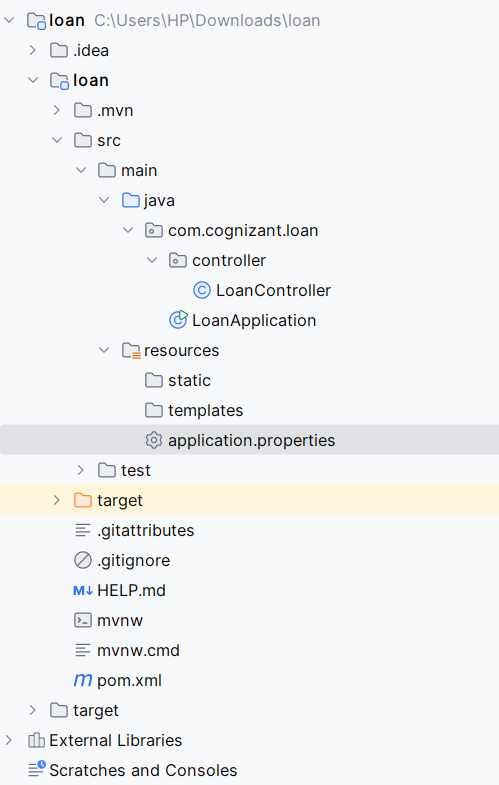 loan C:\Users\HP\Downloads\loan
.idea
loan
.mvn
src
main
java
com.cognizant.loan
controller
LoanController
LoanApplication
resources
static
templates
application.properties
test
target
.gitattributes
.gitignore
HELP.md
mvnw
mvnw.cmd
pom.xml
target
External Libraries
Scratches and Consoles